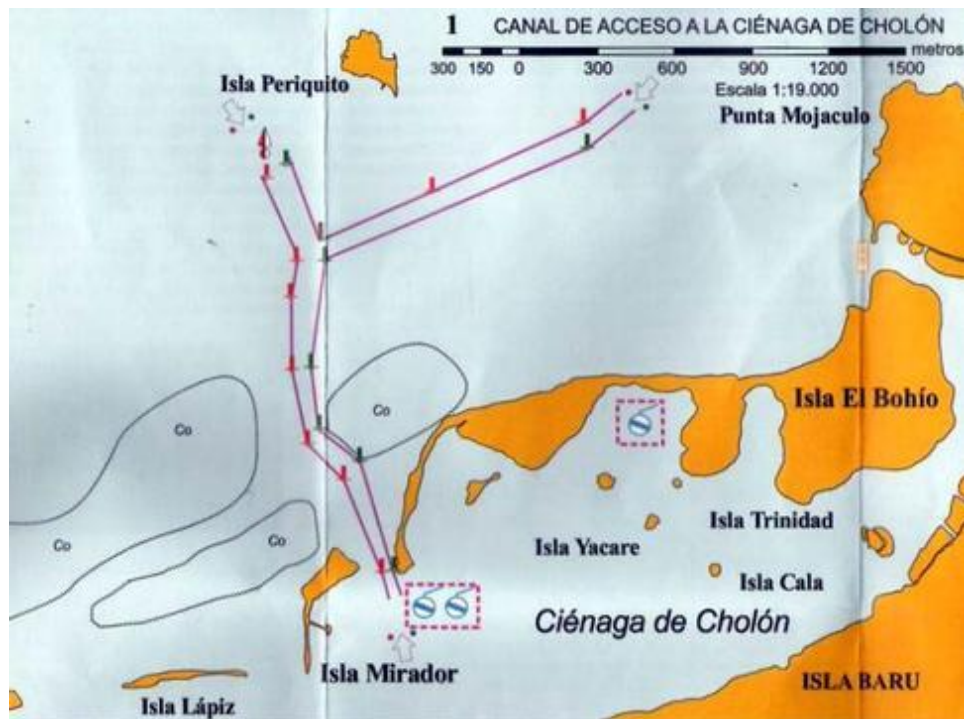 1 CANAL DE ACCESO A LA CIÉNAGA DE CHOLÓN
metros
300 150 0 300 600 900 1200 1500
Escala 1:19.000
Isla Periquito
Punta Mojaculo
Isla El Bohío
Co
Co
Co
Co
Isla Trinidad
Isla Yacare
Isla Cala
Ciénaga de Cholón
Isla Mirador
ISLA BARU
Isla Lápiz